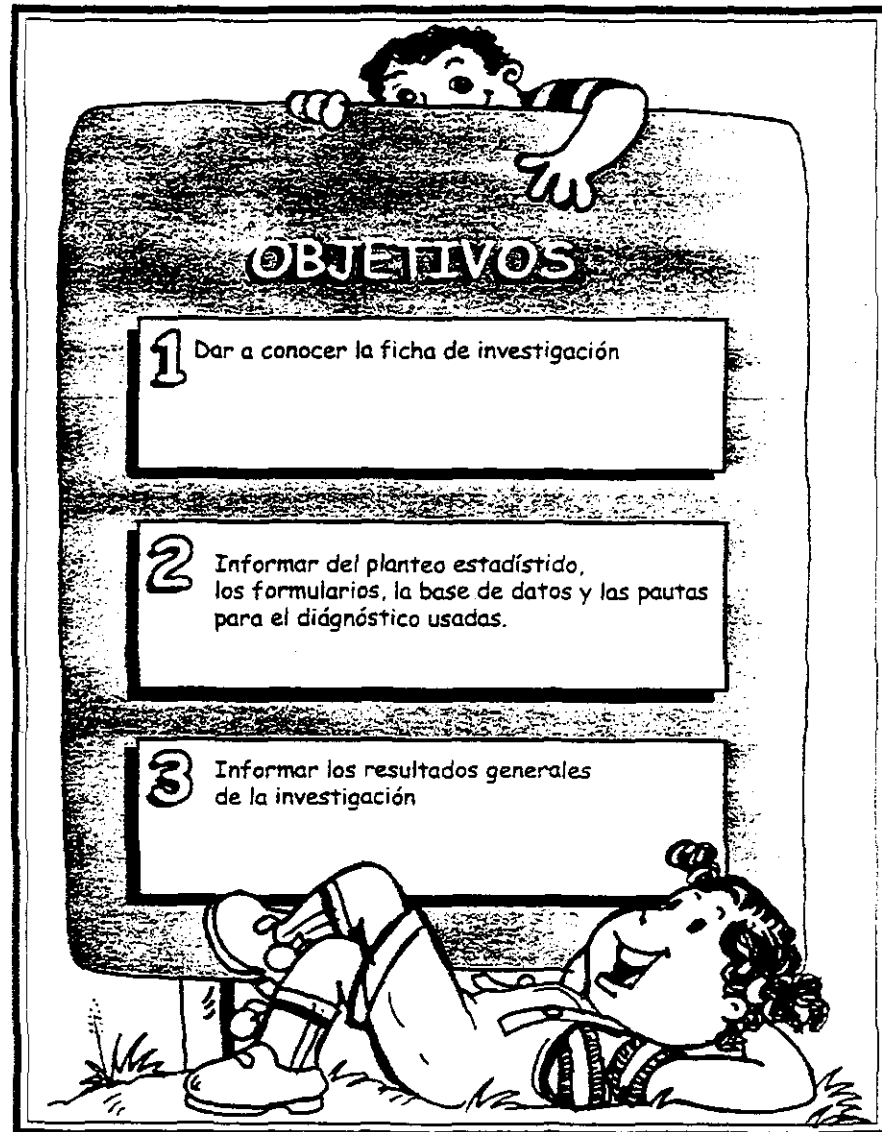 OBJETIVOS
1 Dar a conocer la ficha de investigación
2 Informar del planteo estadístido,
los formularios, la base de datos y las pautas
para el diágnóstico usadas.
3 Informar los resultados generales
de la investigación